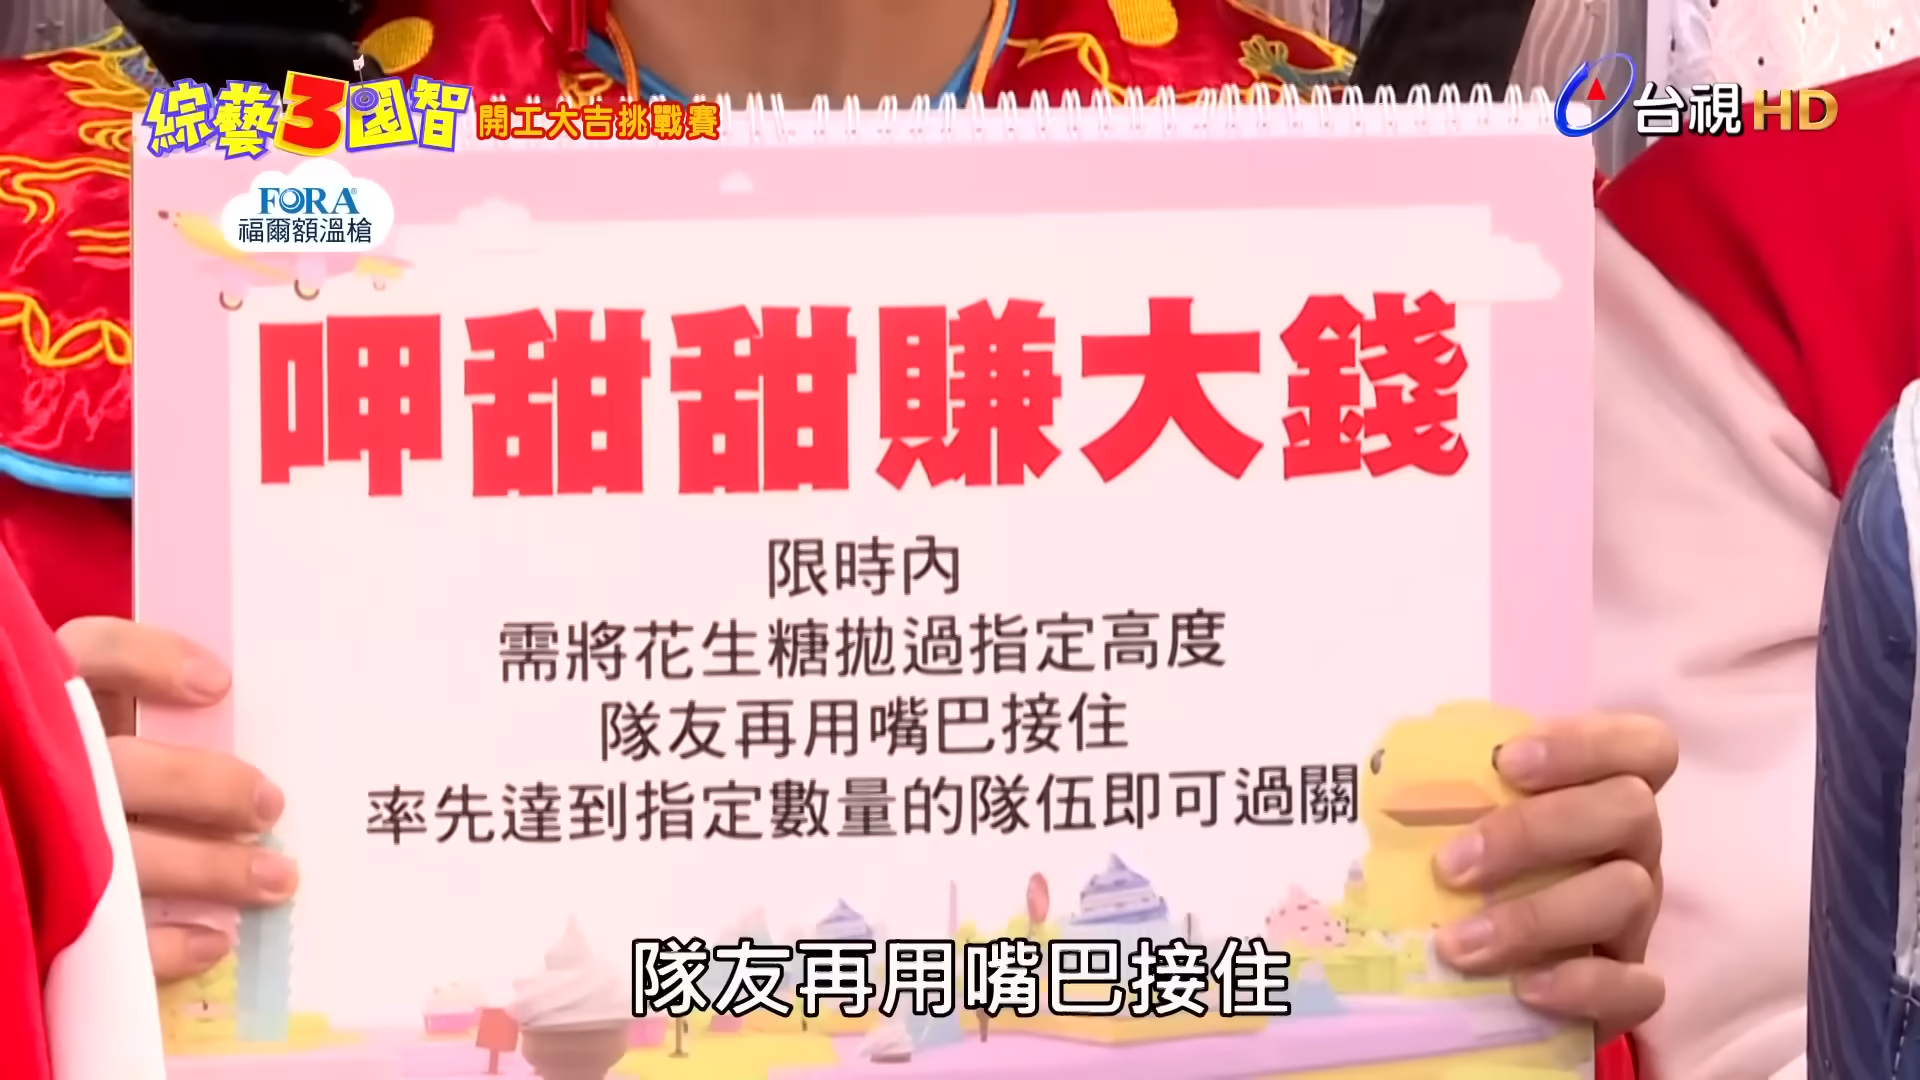 綜藝3國智 開工大吉挑戰賽
台視HD
FORA®
福爾額溫槍
呷甜甜賺大錢
限時內
需將花生糖拋過指定高度
隊友再用嘴巴接住
率先達到指定數量的隊伍即可過關
隊友再用嘴巴接住